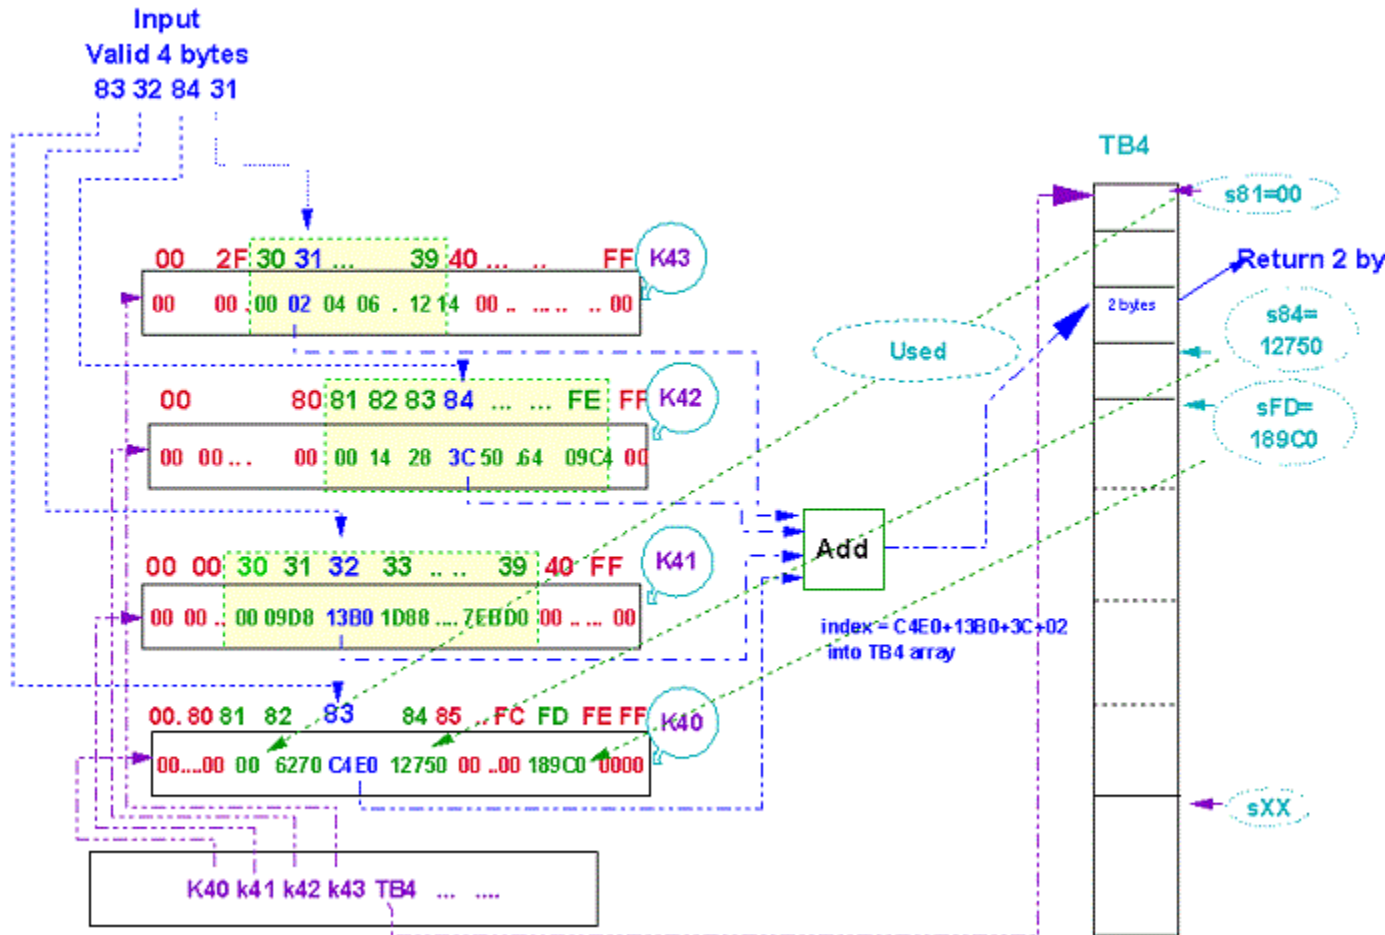 Input
Valid 4 bytes
83 32 84 31
TB4
s81=00
00 2F 30 31 ... 39 40 ... .. FF K43
Return 2 by
00 00 . 00 02 04 06 . 12 14 00 .. ... .. .. 00
2 bytes
s84=
12750
Used
00 80 81 82 83 84 ... ... FE FF K42
sFD=
189C0
00 00 ... 00 00 14 28 3C 50 .64 09C4 00
Add
00 00 30 31 32 33 .. .. 39 40 FF K41
00 00 .. 00 09D8 13B0 1D88 .... 7EBD0 00 .. ... 00
index = C4E0+13B0+3C+02
into TB4 array
00. 80 81 82 83 84 85 .. FC FD FE FF K40
00....00 00 6270 C4E0 12750 00 ..00 189C0 0000
sXX
K40 k41 k42 k43 TB4 ... ....